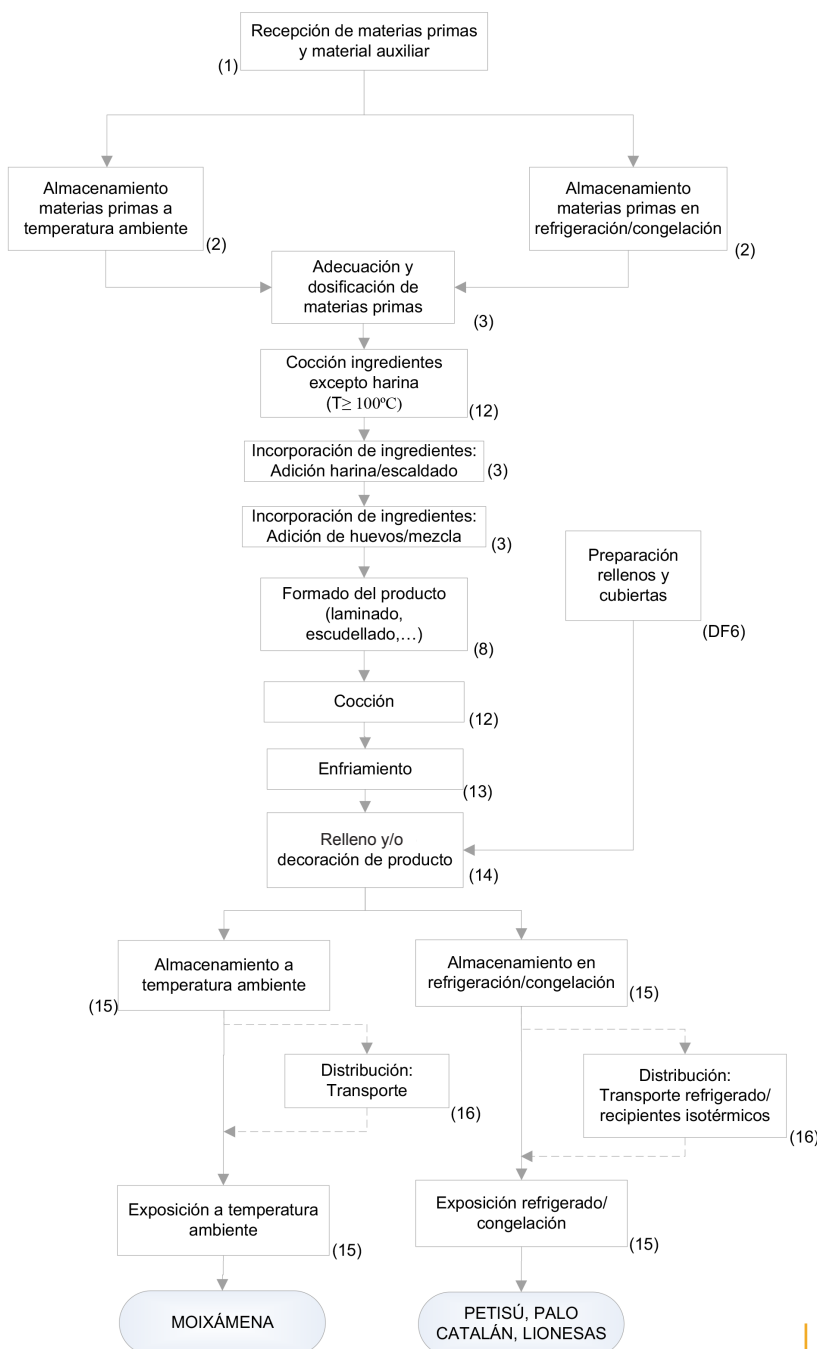 Recepción de materias primas
y material auxiliar
(1)
Almacenamiento
materias primas a
temperatura ambiente
(2)
Almacenamiento
materias primas en
refrigeración/congelación
(2)
Adecuación y
dosificación de
materias primas
(3)
Cocción ingredientes
excepto harina
(T≥ 100ºC)
(12)
Incorporación de ingredientes:
Adición harina/escaldado
(3)
Incorporación de ingredientes:
Adición de huevos/mezcla
(3)
Preparación
rellenos y
cubiertas
(DF6)
Formado del producto
(laminado,
escudellado,…)
(8)
Cocción
(12)
Enfriamiento
(13)
Relleno y/o
decoración de producto
(14)
Almacenamiento a
temperatura ambiente
(15)
Almacenamiento en
refrigeración/congelación
(15)
Distribución:
Transporte
(16)
Distribución:
Transporte refrigerado/
recipientes isotérmicos
(16)
Exposición a temperatura
ambiente
(15)
Exposición refrigerado/
congelación
(15)
MOIXÁMENA
PETISÚ, PALO
CATALÁN, LIONESAS